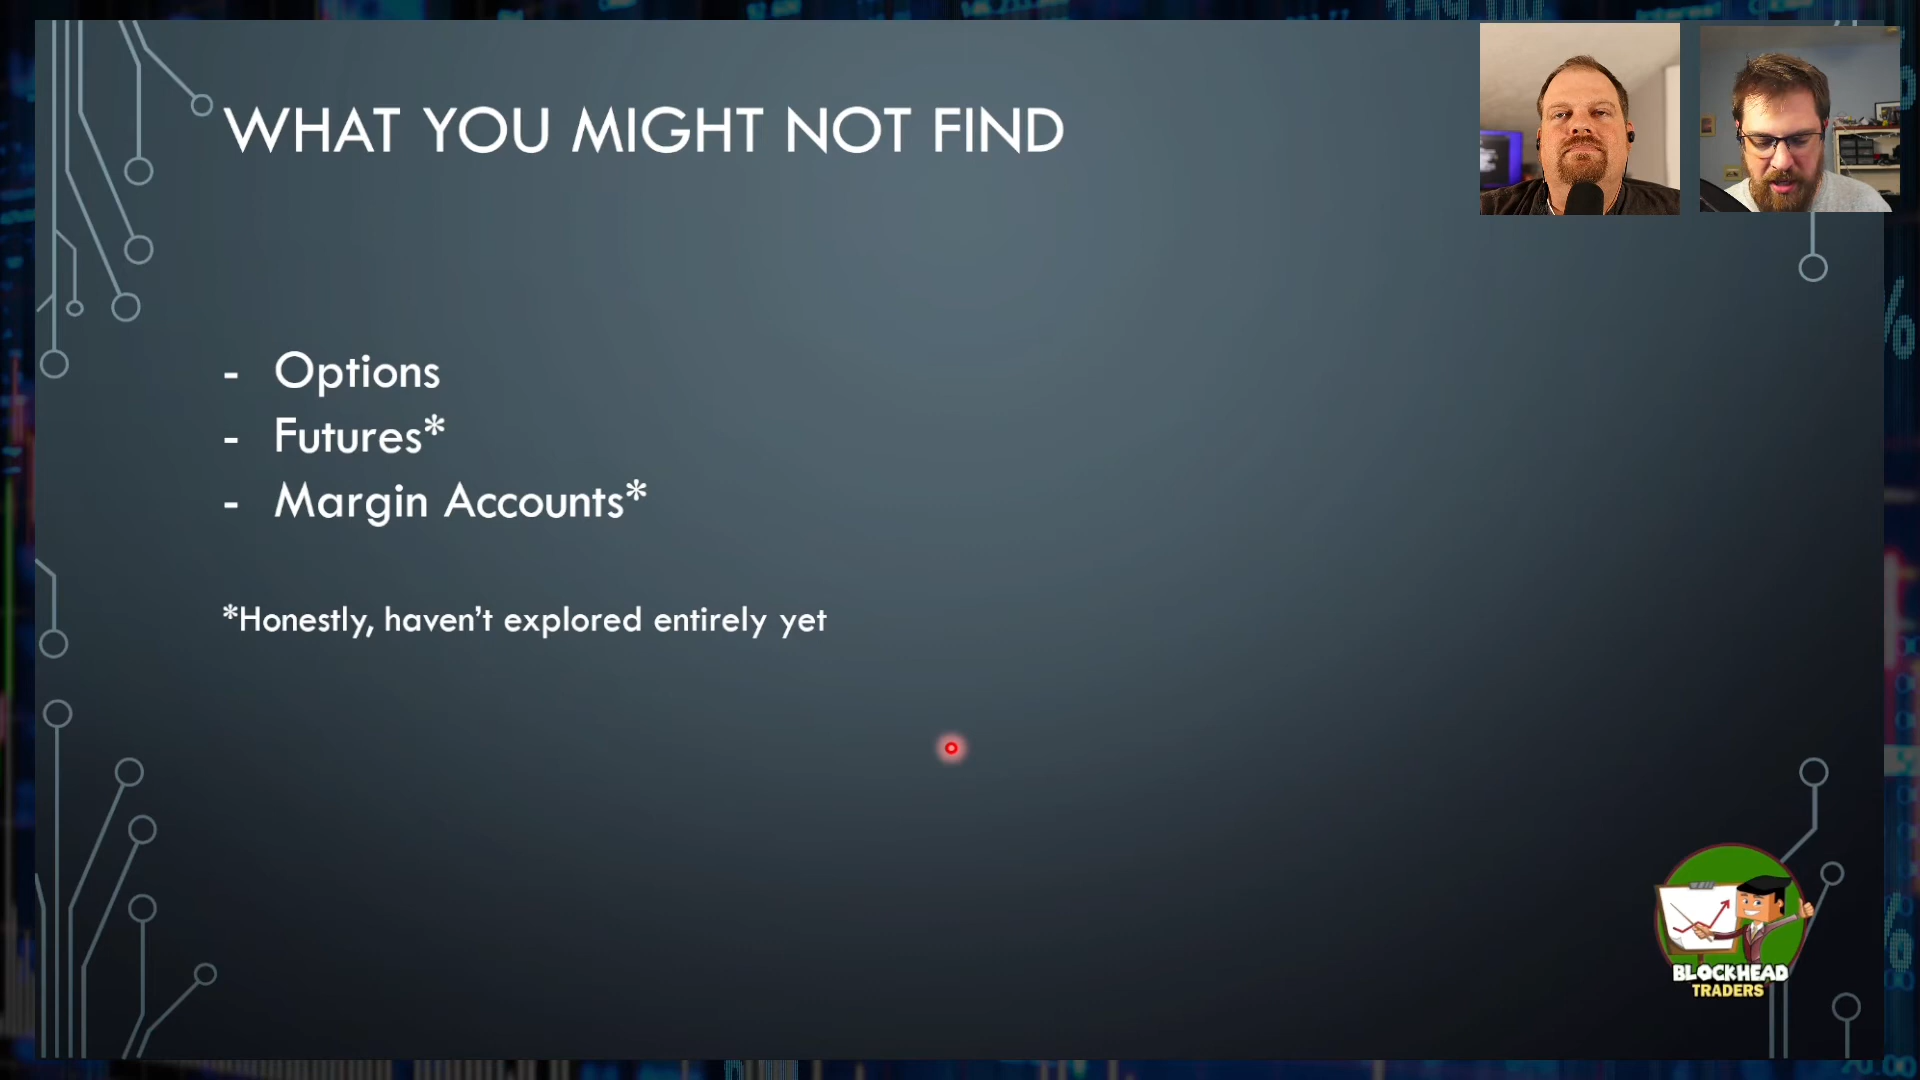 WHAT YOU MIGHT NOT FIND
- Options
- Futures*
- Margin Accounts*
*Honestly, haven't explored entirely yet
BLOCKHEAD
TRADERS